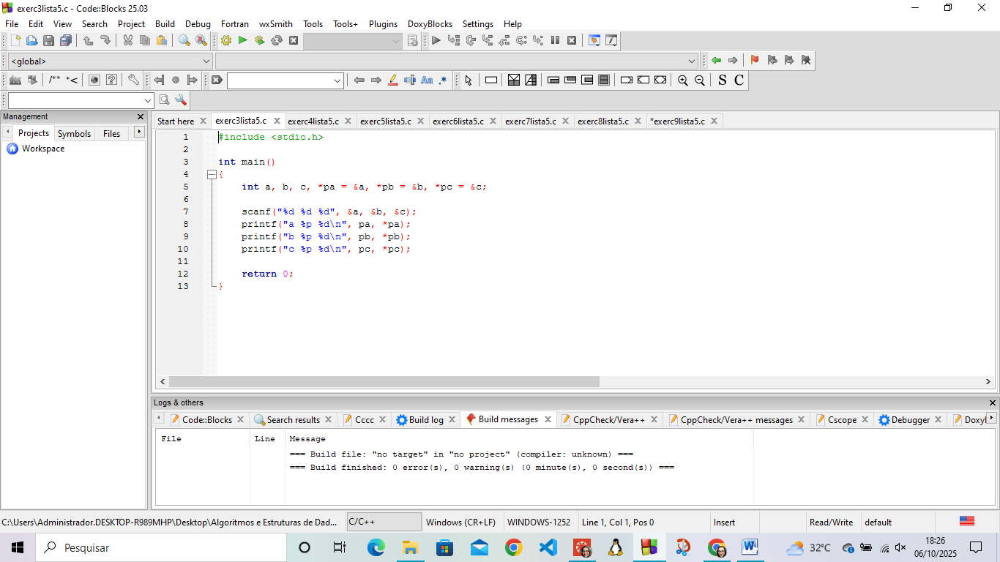 exerc3lista5.c - Code::Blocks 25.03
File Edit View Search Project Build Debug Fortran wxSmith Tools Tools+ Plugins DoxyBlocks Settings Help
<global>
/** *<
Aa .*
S C
Management
Projects Symbols Files
Workspace
Start here exerc3lista5.c exerc4lista5.c exerc5lista5.c exerc6lista5.c exerc7lista5.c exerc8lista5.c *exerc9lista5.c
1 #include <stdio.h>
2
3 int main()
4 {
5 int a, b, c, *pa = &a, *pb = &b, *pc = &c;
6
7 scanf("%d %d %d", &a, &b, &c);
8 printf("a %p %d\n", pa, *pa);
9 printf("b %p %d\n", pb, *pb);
10 printf("c %p %d\n", pc, *pc);
11
12 return 0;
13 }
Logs & others
Code::Blocks Search results Cccc Build log Build messages CppCheck/Vera++ CppCheck/Vera++ messages Cscope Debugger Doxyl
File Line Message
=== Build file: "no target" in "no project" (compiler: unknown) ===
=== Build finished: 0 error(s), 0 warning(s) (0 minute(s), 0 second(s)) ===
C:\Users\Administrador.DESKTOP-R989MHP\Desktop\Algoritmos e Estruturas de Dad... C/C++ Windows (CR+LF) WINDOWS-1252 Line 1, Col 1, Pos 0 Insert Read/Write default
Pesquisar
32°C
18:26
06/10/2025